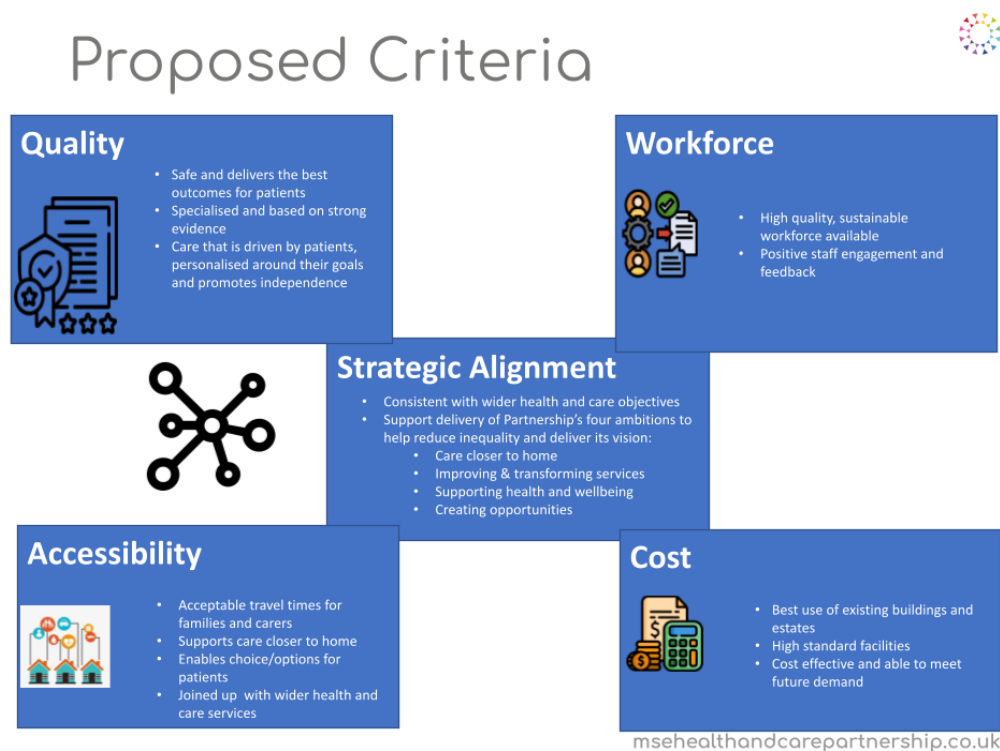 Proposed Criteria
Quality
• Safe and delivers the best
outcomes for patients
• Specialised and based on strong
evidence
• Care that is driven by patients,
personalised around their goals
and promotes independence
Workforce
• High quality, sustainable
workforce available
• Positive staff engagement and
feedback
Strategic Alignment
• Consistent with wider health and care objectives
• Support delivery of Partnership's four ambitions to
help reduce inequality and deliver its vision:
• Care closer to home
• Improving & transforming services
• Supporting health and wellbeing
• Creating opportunities
Accessibility
• Acceptable travel times for
families and carers
• Supports care closer to home
• Enables choice/options for
patients
• Joined up with wider health and
care services
Cost
• Best use of existing buildings and
estates
• High standard facilities
• Cost effective and able to meet
future demand
msehealthandcarepartnership.co.uk